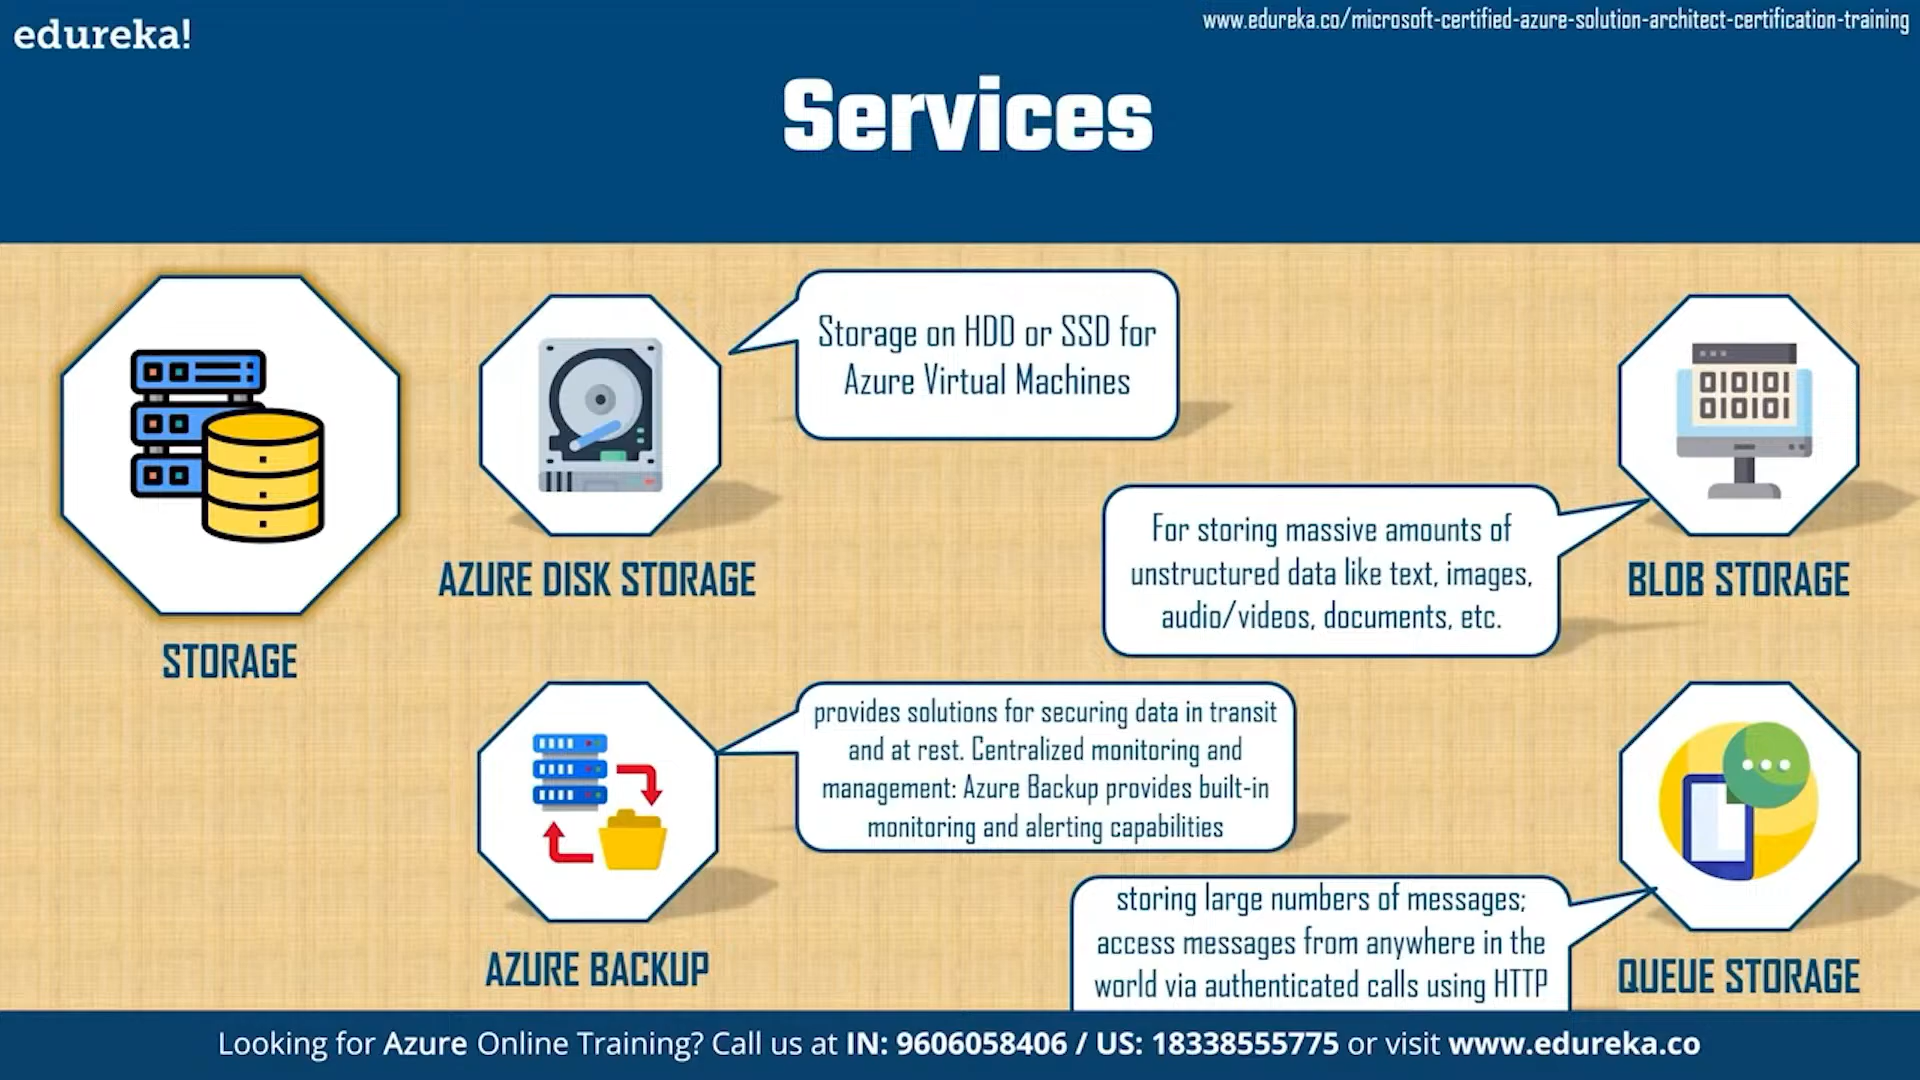 edureka!
www.edureka.co/microsoft-certified-azure-solution-architect-certification-training
Services
Storage on HDD or SSD for
Azure Virtual Machines
010101
010101
For storing massive amounts of
unstructured data like text, images,
audio/videos, documents, etc.
AZURE DISK STORAGE
BLOB STORAGE
STORAGE
provides solutions for securing data in transit
and at rest. Centralized monitoring and
management: Azure Backup provides built-in
monitoring and alerting capabilities
storing large numbers of messages;
access messages from anywhere in the
world via authenticated calls using HTTP
AZURE BACKUP
QUEUE STORAGE
Looking for Azure Online Training? Call us at IN: 9606058406 / US: 18338555775 or visit www.edureka.co